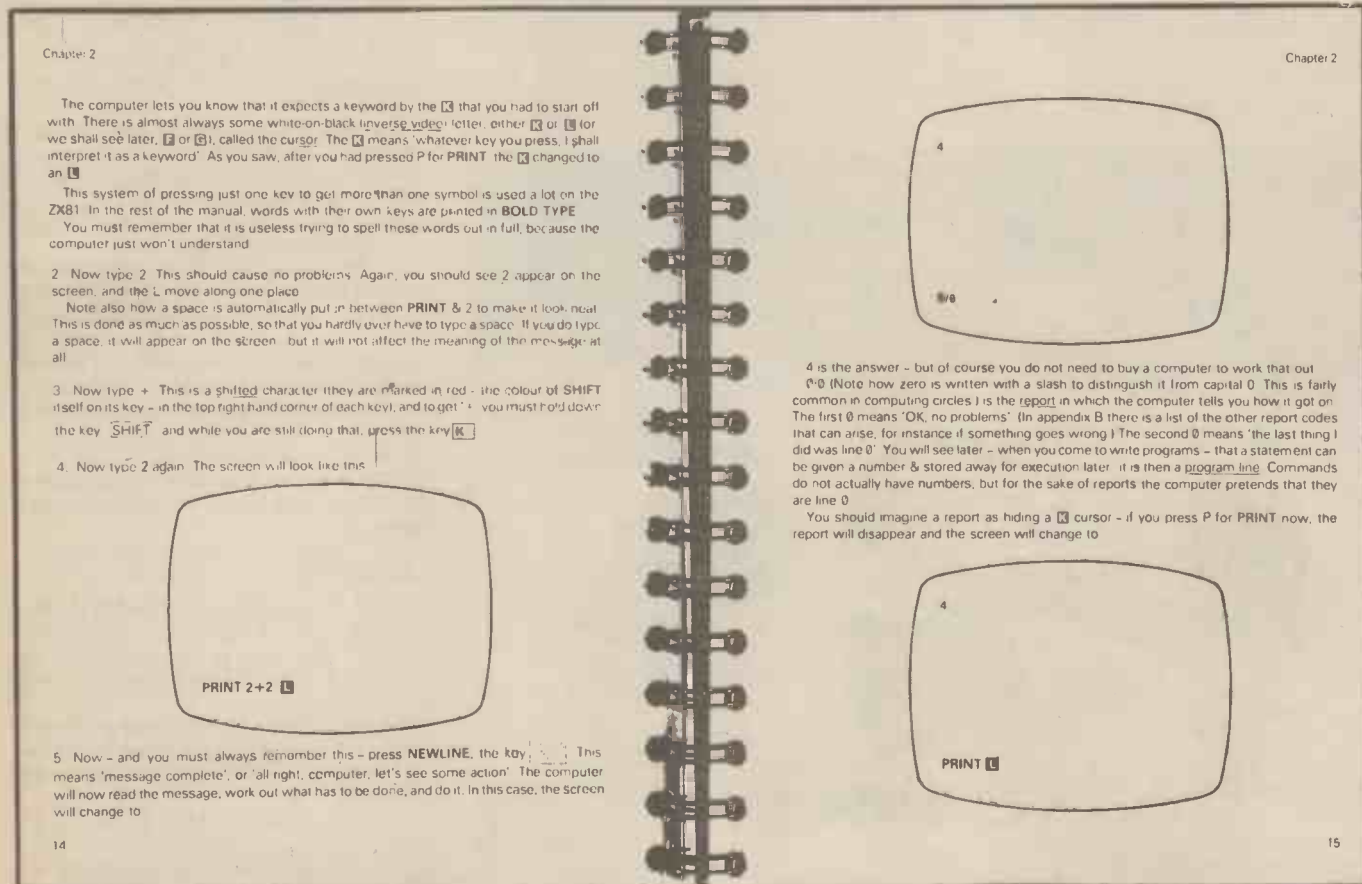 Chapter 2
The computer lets you know that it expects a keyword by the K that you had to start off
with There is almost always some white-on-black (inverse video) letter, either K or L (or
we shall see later, F or G), called the cursor The K means 'whatever key you press, I shall
interpret it as a keyword' As you saw, after you had pressed P for PRINT the K changed to
an L
This system of pressing just one key to get more than one symbol is used a lot on the
ZX81 In the rest of the manual, words with their own keys are printed in BOLD TYPE
You must remember that it is useless trying to spell these words out in full, because the
computer just won't understand
2 Now type 2 This should cause no problems Again, you should see 2 appear on the
screen, and the L move along one place
Note also how a space is automatically put in between PRINT & 2 to make it look neat
This is done as much as possible, so that you hardly ever have to type a space If you do type
a space, it will appear on the screen but it will not affect the meaning of the message at
all
3 Now type + This is a shifted character (they are marked in red - the colour of SHIFT
itself on its key - in the top right hand corner of each key), and to get '+ you must hold down
the key SHIFT and while you are still doing that, press the key K
4. Now type 2 again The screen will look like this
PRINT 2+2 L
5 Now - and you must always remember this - press NEWLINE, the key This
means 'message complete', or 'all right, computer, let's see some action' The computer
will now read the message, work out what has to be done, and do it. In this case, the screen
will change to
14
Chapter 2
4
/0
4 is the answer - but of course you do not need to buy a computer to work that out
(Note how zero is written with a slash to distinguish it from capital O This is fairly
common in computing circles ) is the report in which the computer tells you how it got on
The first 0 means 'OK, no problems' (In appendix B there is a list of the other report codes
that can arise, for instance if something goes wrong ) The second 0 means 'the last thing I
did was line 0' You will see later - when you come to write programs - that a statement can
be given a number & stored away for execution later it is then a program line Commands
do not actually have numbers, but for the sake of reports the computer pretends that they
are line 0
You should imagine a report as hiding a K cursor - if you press P for PRINT now, the
report will disappear and the screen will change to
4
PRINT L
15